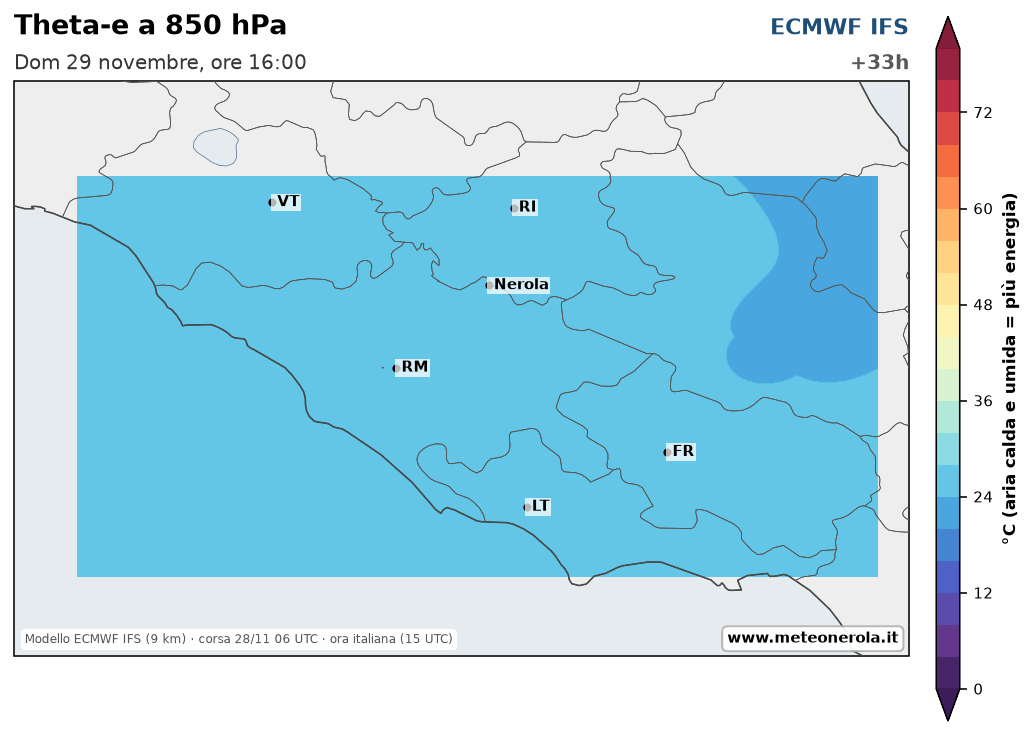 Theta-e a 850 hPa
ECMWF IFS
Dom 29 novembre, ore 16:00
+33h
VT
RI
Nerola
RM
FR
LT
72
60
48
36
24
12
0
°C (aria calda e umida = più energia)
Modello ECMWF IFS (9 km) · corsa 28/11 06 UTC · ora italiana (15 UTC)
www.meteonerola.it